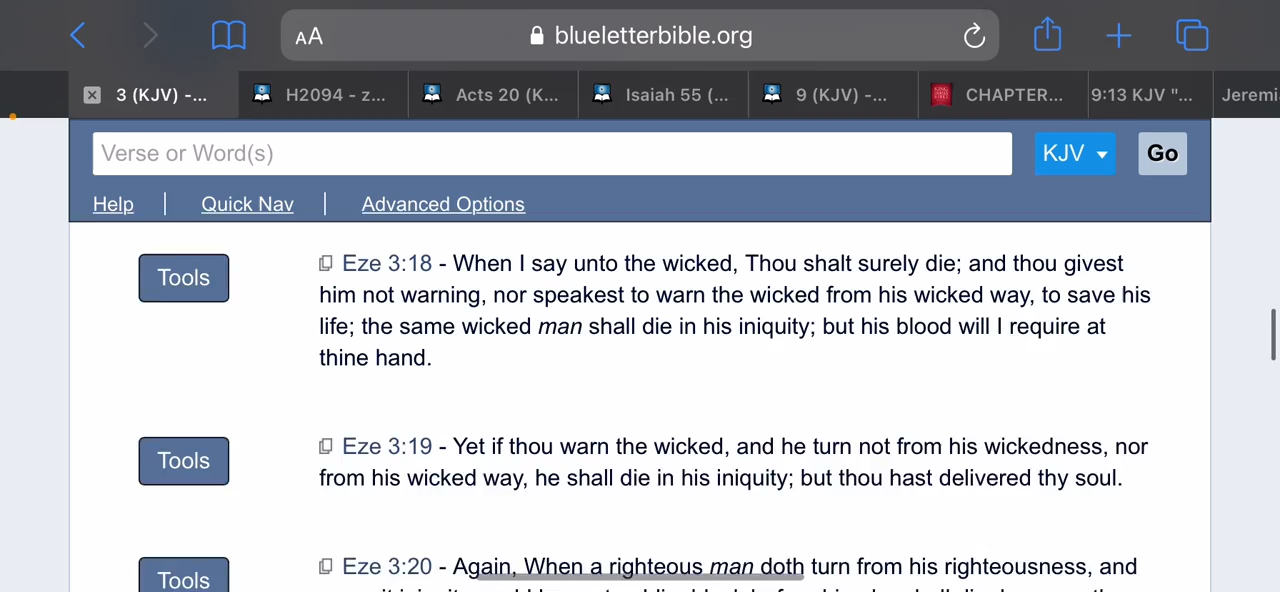 AA blueletterbible.org
3 (KJV) -... H2094 - z... Acts 20 (K... Isaiah 55 (... 9 (KJV) -... CHAPTER... 9:13 KJV "... Jeremi
Verse or Word(s) KJV Go
Help | Quick Nav | Advanced Options
Tools
Eze 3:18 - When I say unto the wicked, Thou shalt surely die; and thou givest
him not warning, nor speakest to warn the wicked from his wicked way, to save his
life; the same wicked man shall die in his iniquity; but his blood will I require at
thine hand.
Tools
Eze 3:19 - Yet if thou warn the wicked, and he turn not from his wickedness, nor
from his wicked way, he shall die in his iniquity; but thou hast delivered thy soul.
Tools
Eze 3:20 - Again, When a righteous man doth turn from his righteousness, and